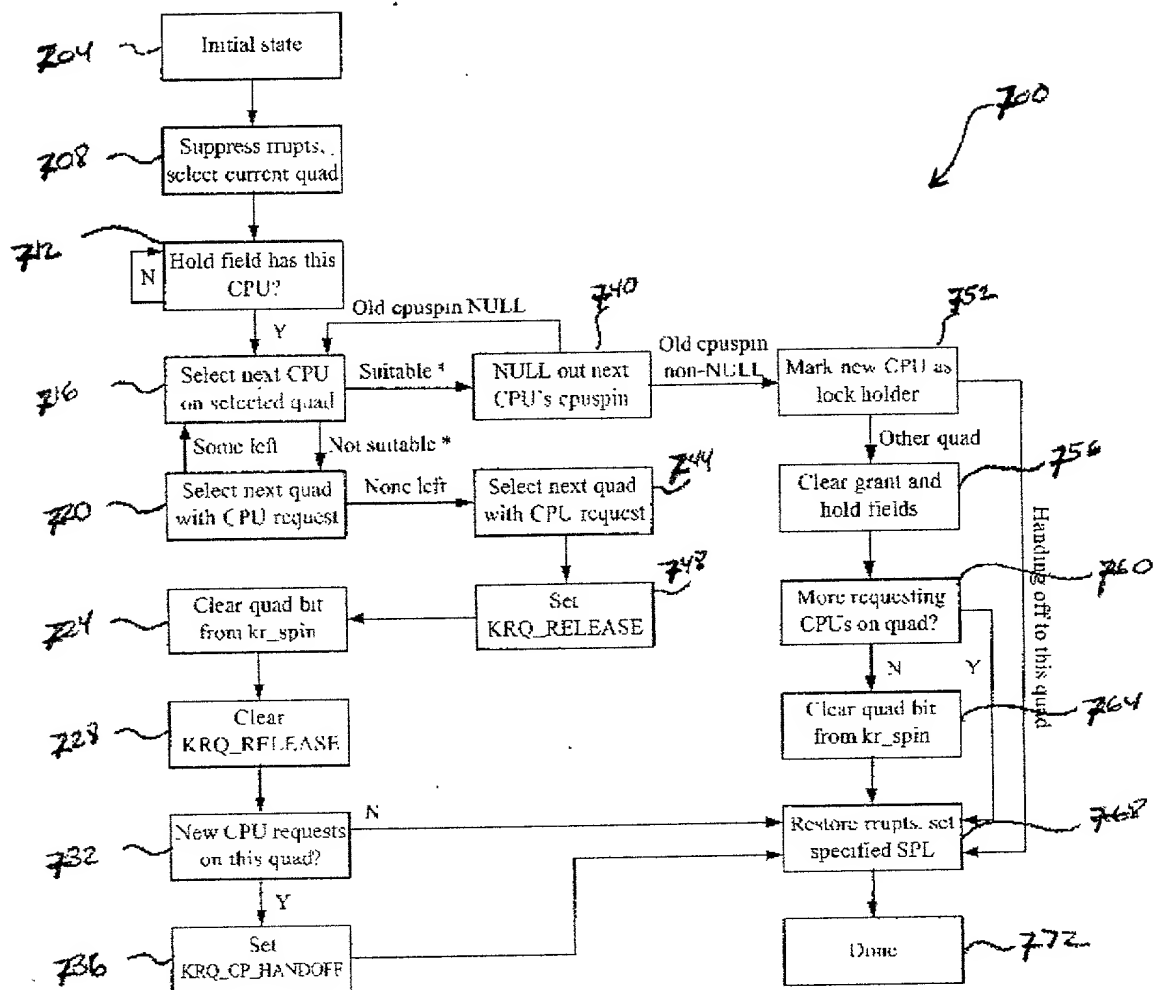 704
Initial state
700
708
Suppress rrupts,
select current quad
712
Hold field has this
CPU?
N
Y
Old cpuspin NULL
740
752
716
Select next CPU
on selected quad
Suitable *
NULL out next
CPU's cpuspin
Old cpuspin
non-NULL
Mark new CPU as
lock holder
Some left
Not suitable *
Other quad
720
Select next quad
with CPU request
None left
744
Select next quad
with CPU request
756
Clear grant and
hold fields
Handing off to this quad
748
Set
KRQ_RELEASE
724
Clear quad bit
from kr_spin
760
More requesting
CPUs on quad?
N
Y
728
Clear
KRQ_RELEASE
764
Clear quad bit
from kr_spin
732
New CPU requests
on this quad?
N
Y
768
Restore rrupts, set
specified SPL
736
Set
KRQ_CP_HANDOFF
772
Done